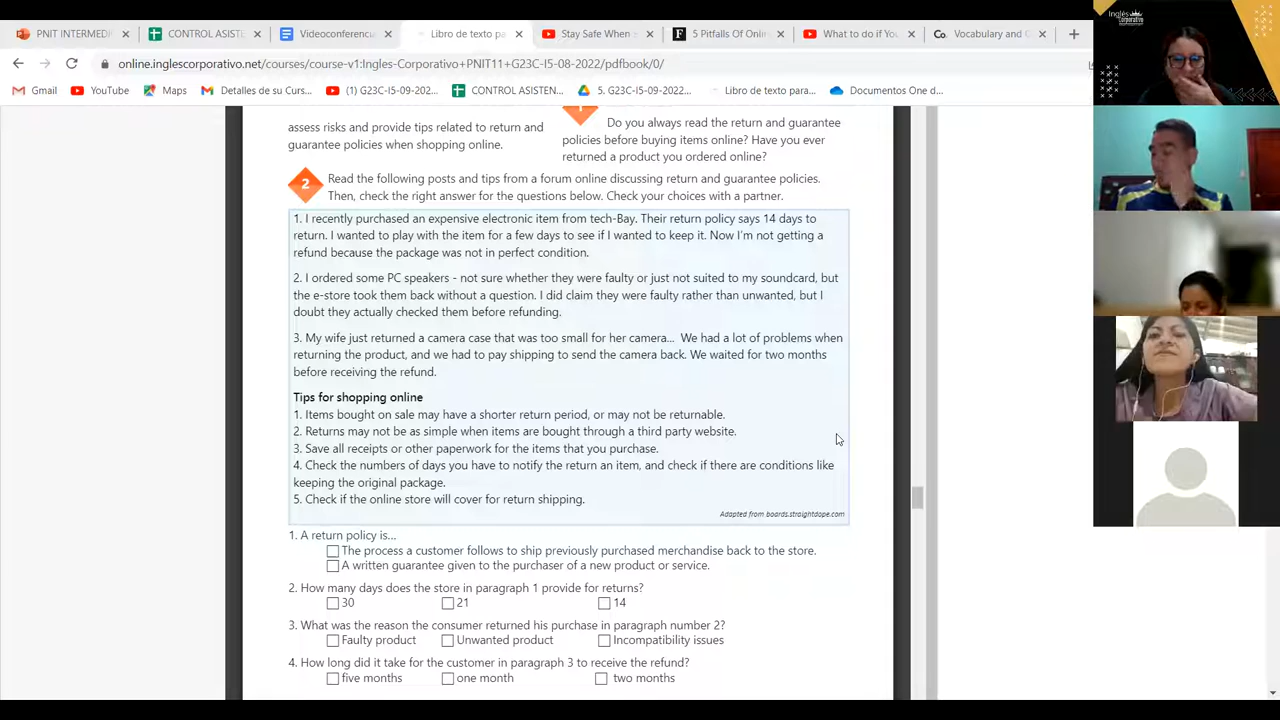 PNIT INTERMEDI
CONTROL ASISTE
Videoconferenci
Libro de texto pa
Stay Safe When
5 Pitfalls Of Onlin
What to do if You
Co. Vocabulary and G
online.inglescorporativo.net/courses/course-v1:Ingles-Corporativo+PNIT11+G23C-I5-08-2022/pdfbook/0/
Gmail
YouTube
Maps
Detalles de su Curs...
(1) G23C-I5-09-202...
CONTROL ASISTEN...
5. G23C-I5-09-2022...
Libro de texto para...
Documentos One d...
Inglés
Corporativo
assess risks and provide tips related to return and
guarantee policies when shopping online.
1
Do you always read the return and guarantee
policies before buying items online? Have you ever
returned a product you ordered online?
2
Read the following posts and tips from a forum online discussing return and guarantee policies.
Then, check the right answer for the questions below. Check your choices with a partner.
1. I recently purchased an expensive electronic item from tech-Bay. Their return policy says 14 days to
return. I wanted to play with the item for a few days to see if I wanted to keep it. Now I'm not getting a
refund because the package was not in perfect condition.
2. I ordered some PC speakers - not sure whether they were faulty or just not suited to my soundcard, but
the e-store took them back without a question. I did claim they were faulty rather than unwanted, but I
doubt they actually checked them before refunding.
3. My wife just returned a camera case that was too small for her camera... We had a lot of problems when
returning the product, and we had to pay shipping to send the camera back. We waited for two months
before receiving the refund.
Tips for shopping online
1. Items bought on sale may have a shorter return period, or may not be returnable.
2. Returns may not be as simple when items are bought through a third party website.
3. Save all receipts or other paperwork for the items that you purchase.
4. Check the numbers of days you have to notify the return an item, and check if there are conditions like
keeping the original package.
5. Check if the online store will cover for return shipping.
Adapted from boards.straightdope.com
1. A return policy is...
The process a customer follows to ship previously purchased merchandise back to the store.
A written guarantee given to the purchaser of a new product or service.
2. How many days does the store in paragraph 1 provide for returns?
30 21 14
3. What was the reason the consumer returned his purchase in paragraph number 2?
Faulty product Unwanted product Incompatibility issues
4. How long did it take for the customer in paragraph 3 to receive the refund?
five months one month two months